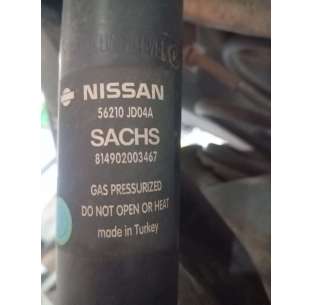 NISSAN
56210 JD04A
SACHS
814902003467
GAS PRESSURIZED
DO NOT OPEN OR HEAT
made in Turkey